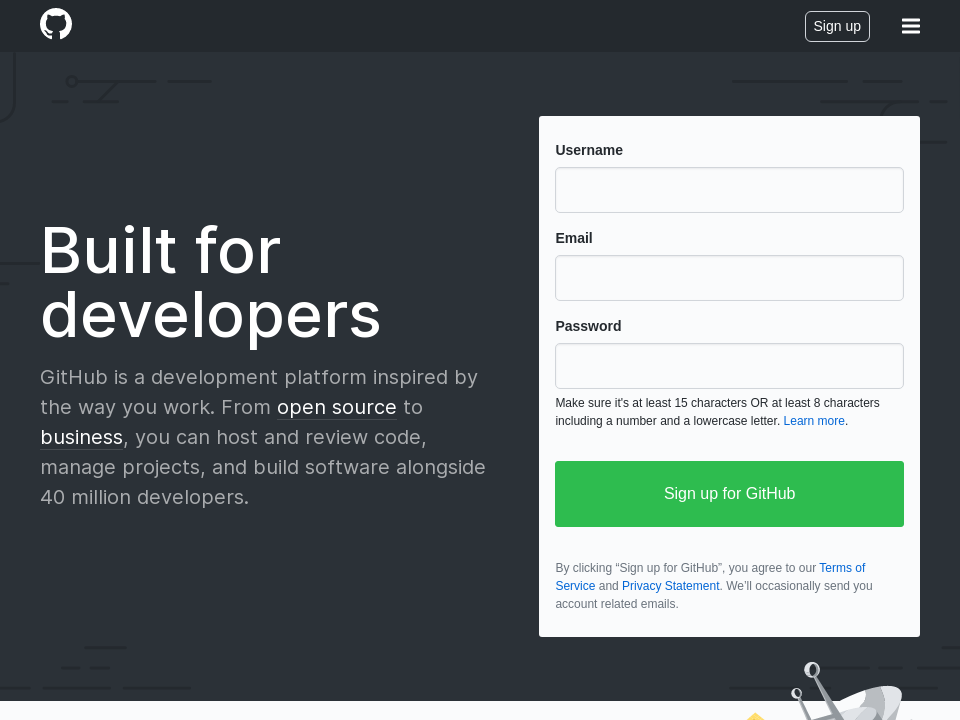 Sign up
Built for
developers
GitHub is a development platform inspired by
the way you work. From open source to
business, you can host and review code,
manage projects, and build software alongside
40 million developers.
Username
Email
Password
Make sure it's at least 15 characters OR at least 8 characters
including a number and a lowercase letter. Learn more.
Sign up for GitHub
By clicking “Sign up for GitHub”, you agree to our Terms of
Service and Privacy Statement. We’ll occasionally send you
account related emails.